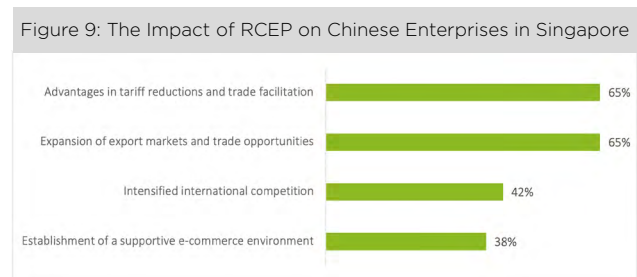 Figure 9: The Impact of RCEP on Chinese Enterprises in Singapore
Advantages in tariff reductions and trade facilitation 65%
Expansion of export markets and trade opportunities 65%
Intensified international competition 42%
Establishment of a supportive e-commerce environment 38%